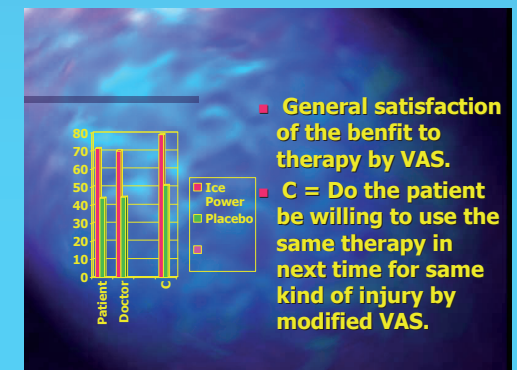 80
70
60
50
40
30
20
10
0
Patient
Doctor
C
Ice
Power
Placebo
General satisfaction
of the benfit to
therapy by VAS.
C = Do the patient
be willing to use the
same therapy in
next time for same
kind of injury by
modified VAS.